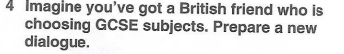 4 Imagine you've got a British friend who is
choosing GCSE subjects. Prepare a new
dialogue.